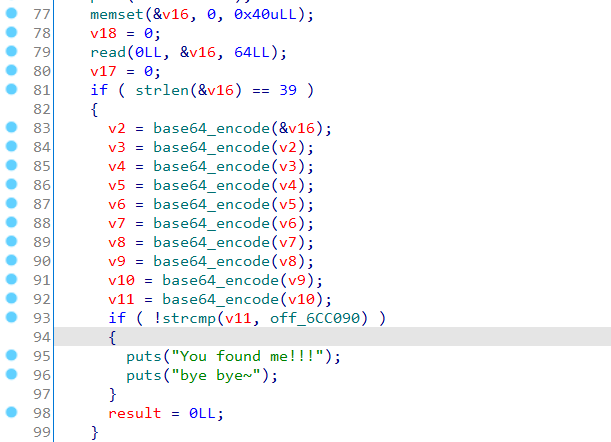 77 memset(&v16, 0, 0x40uLL);
78 v18 = 0;
79 read(0LL, &v16, 64LL);
80 v17 = 0;
81 if ( strlen(&v16) == 39 )
82 {
83 v2 = base64_encode(&v16);
84 v3 = base64_encode(v2);
85 v4 = base64_encode(v3);
86 v5 = base64_encode(v4);
87 v6 = base64_encode(v5);
88 v7 = base64_encode(v6);
89 v8 = base64_encode(v7);
90 v9 = base64_encode(v8);
91 v10 = base64_encode(v9);
92 v11 = base64_encode(v10);
93 if ( !strcmp(v11, off_6CC090) )
94 {
95 puts("You found me!!!");
96 puts("bye bye~");
97 }
98 result = 0LL;
99 }